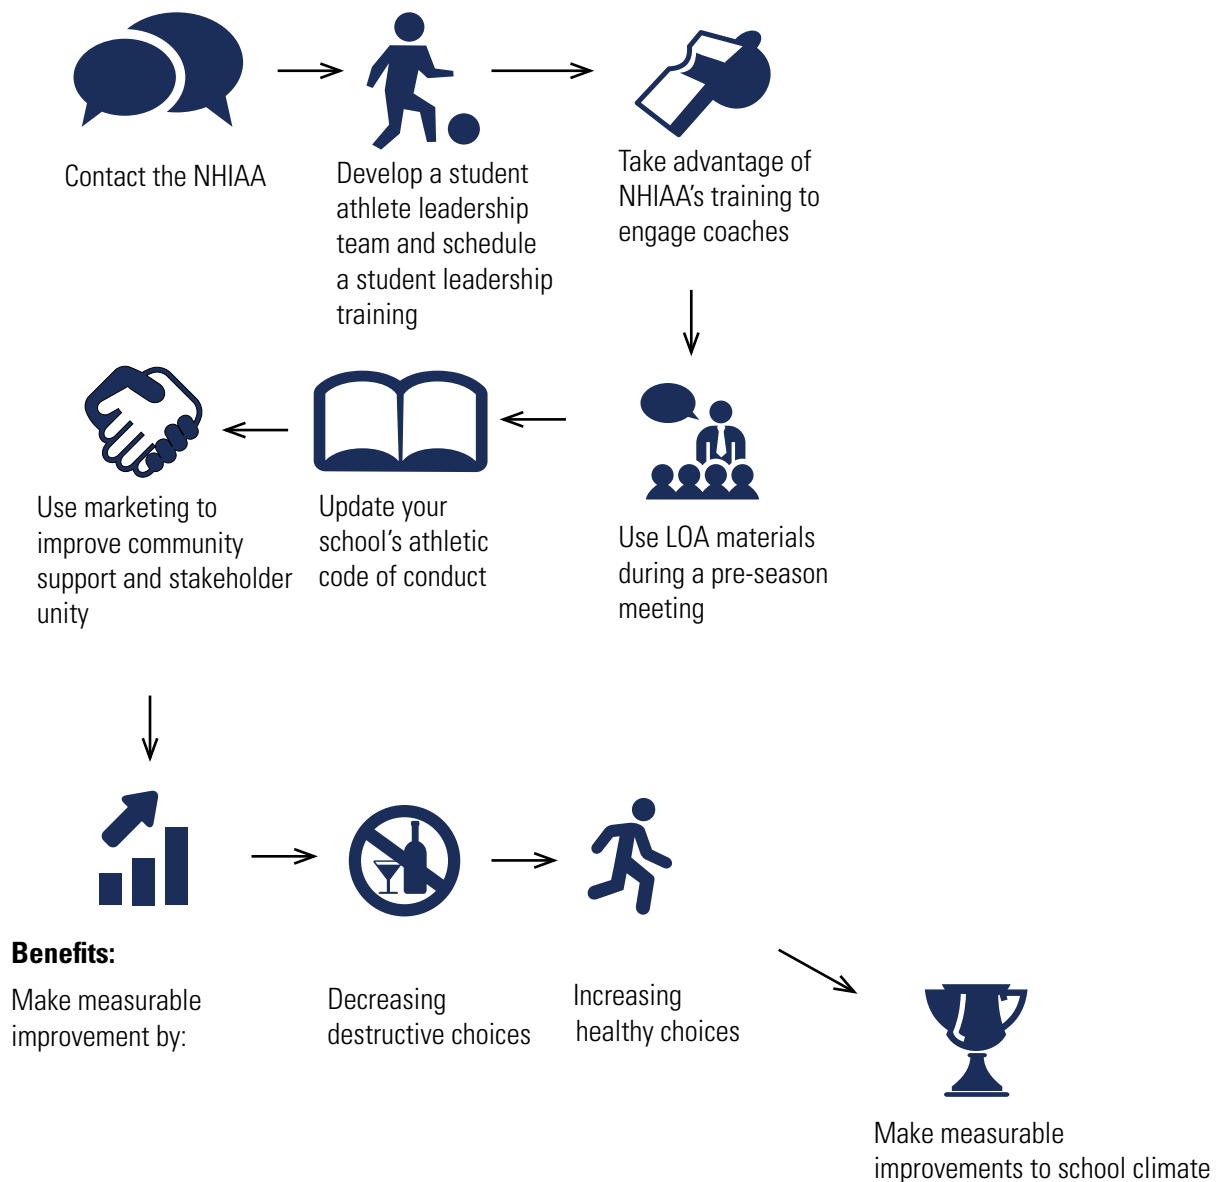 Contact the NHIAA
Develop a student
athlete leadership
team and schedule
a student leadership
training
Take advantage of
NHIAA's training to
engage coaches
Use LOA materials
during a pre-season
meeting
Update your
school's athletic
code of conduct
Use marketing to
improve community
support and stakeholder
unity
Benefits:
Make measurable
improvement by:
Decreasing
destructive choices
Increasing
healthy choices
Make measurable
improvements to school climate